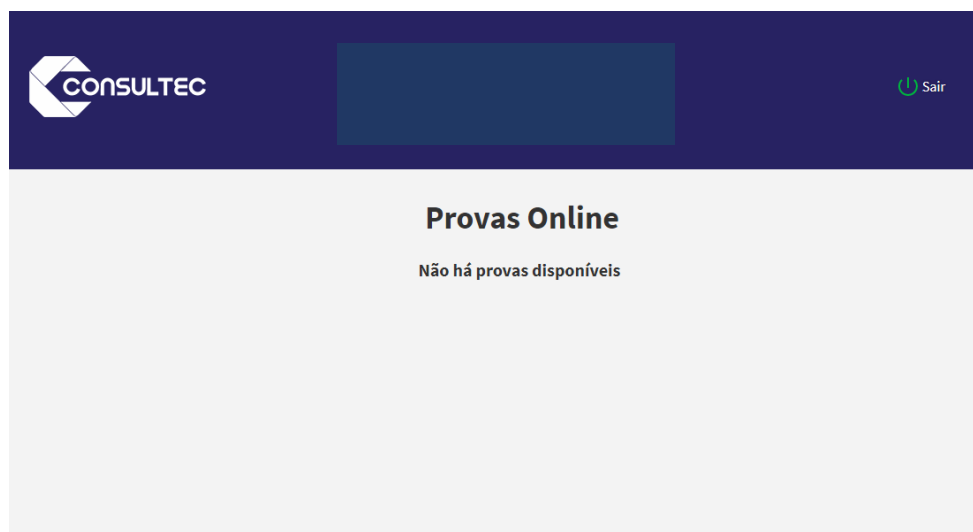 CONSULTEC
Sair
Provas Online
Não há provas disponíveis